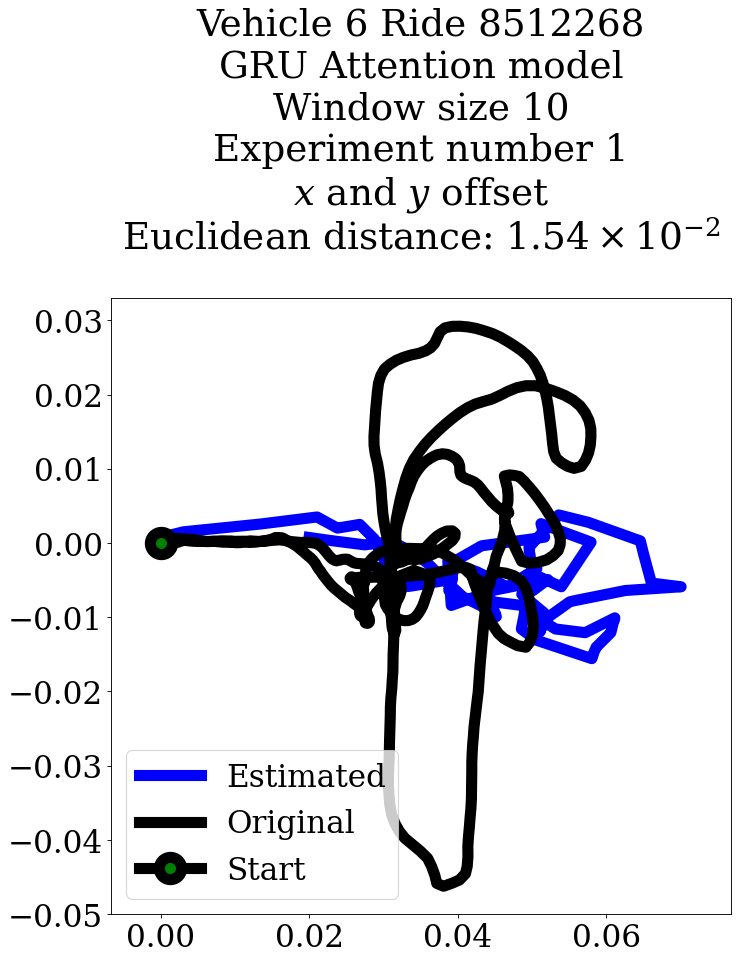 Vehicle 6 Ride 8512268
GRU Attention model
Window size 10
Experiment number 1
x and y offset
Euclidean distance: 1.54 × 10⁻²
0.03
0.02
0.01
0.00
−0.01
−0.02
−0.03
−0.04
−0.05
Estimated
Original
Start
0.00 0.02 0.04 0.06